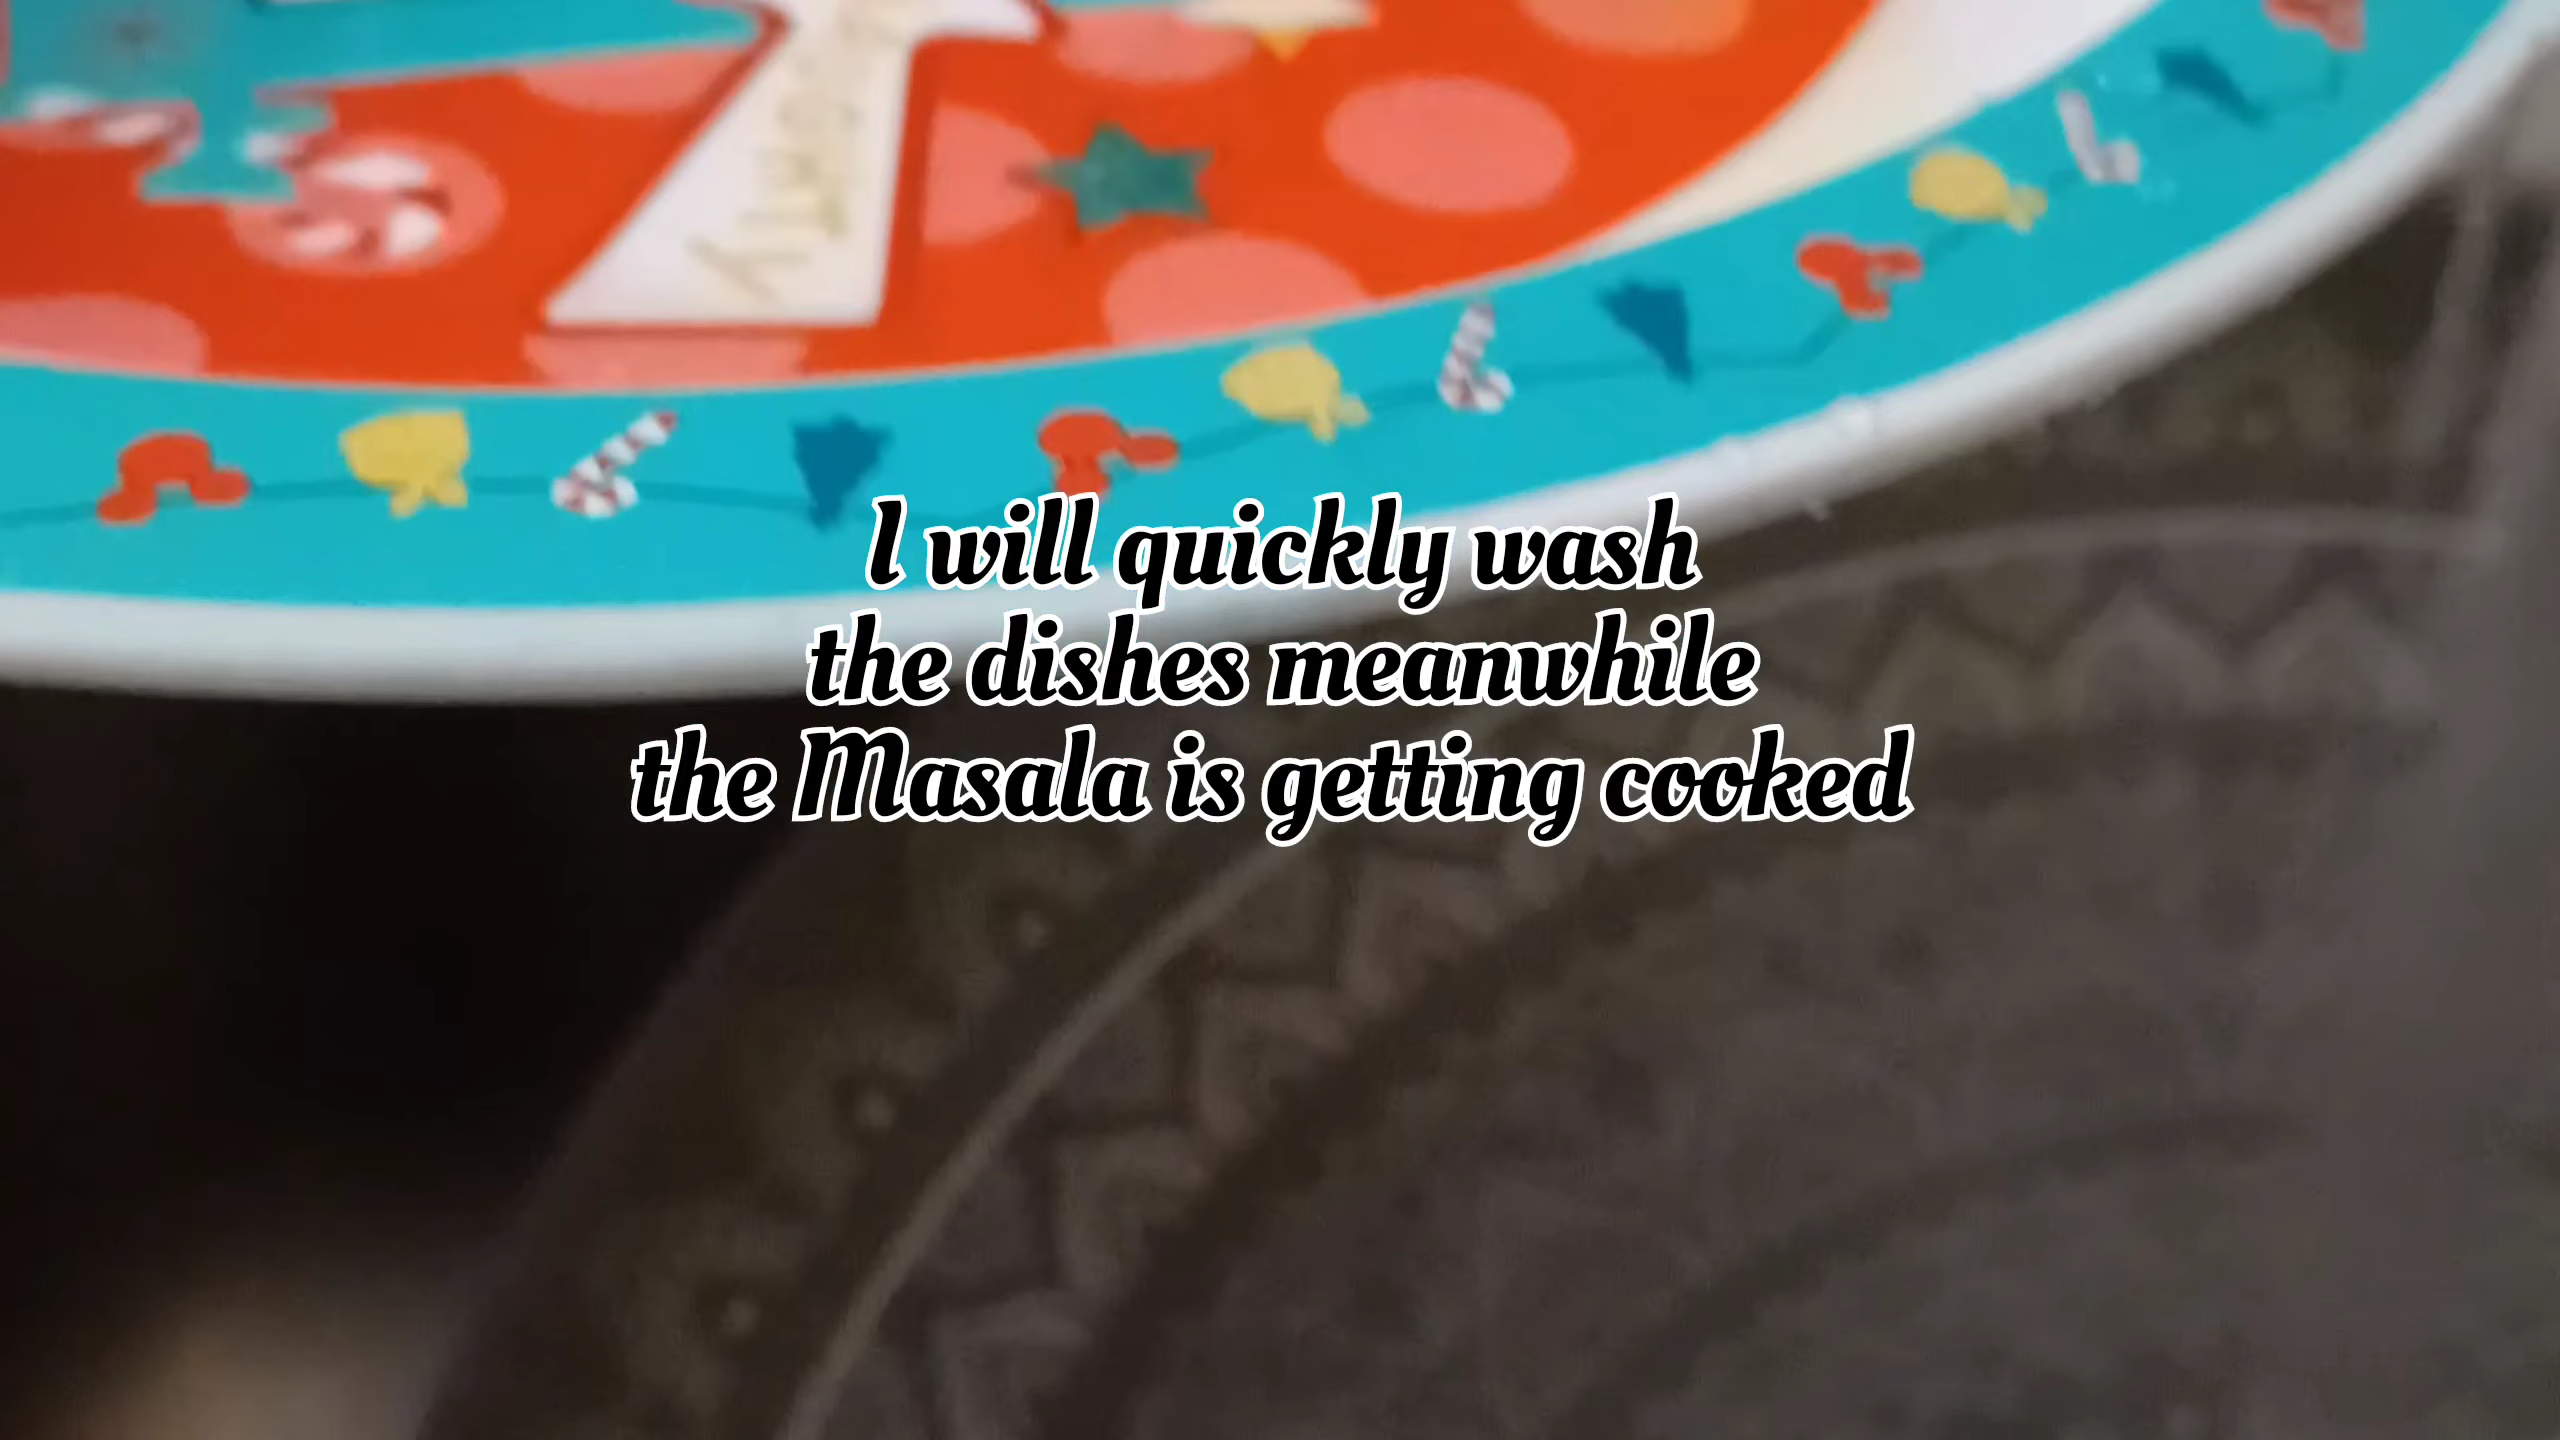 I will quickly wash
the dishes meanwhile
the Masala is getting cooked